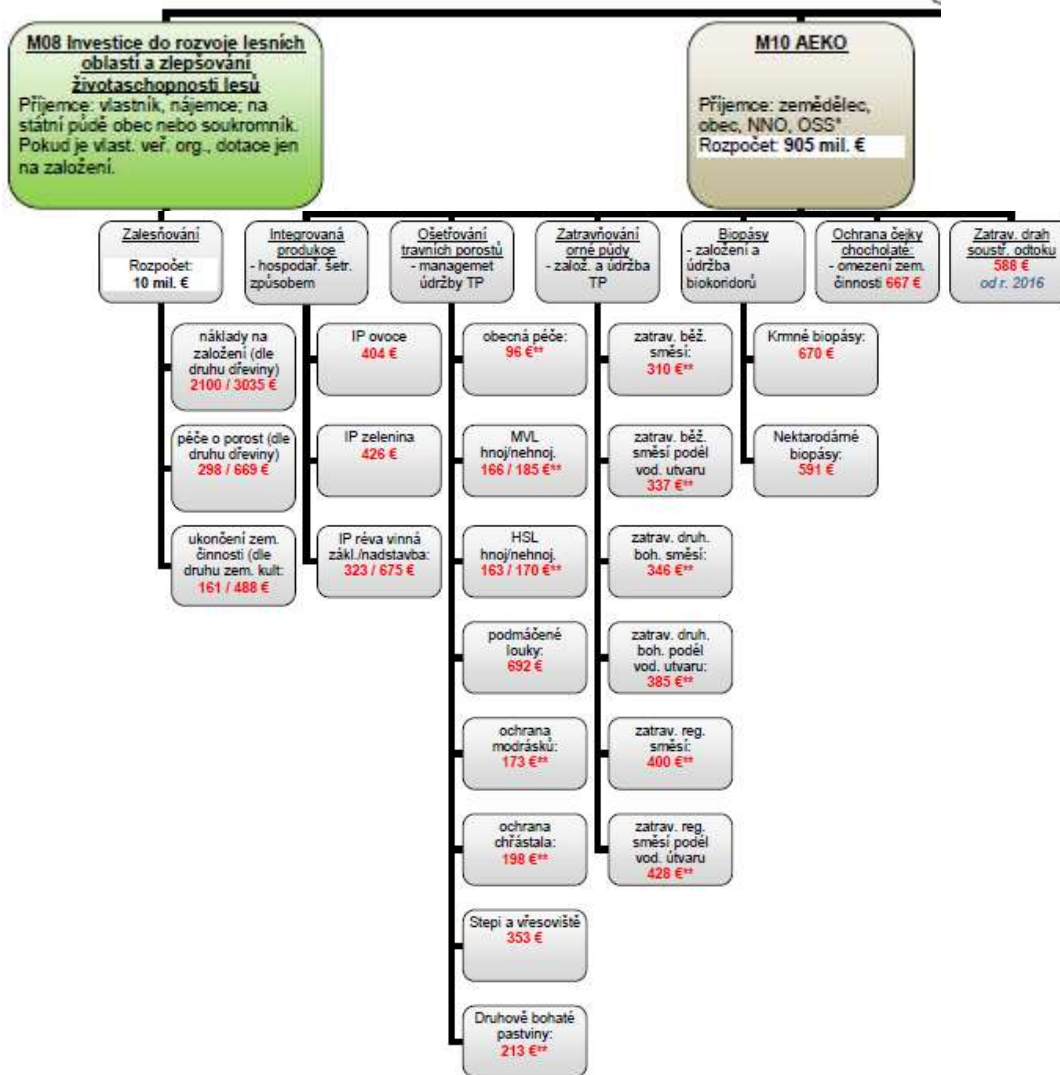 M08 Investice do rozvoje lesních
oblastí a zlepšování
životaschopnosti lesů
Příjemce: vlastník, nájemce; na
státní půdě obec nebo soukromník.
Pokud je vlast. veř. org., dotace jen
na založení.
M10 AEKO
Příjemce: zemědělec,
obec, NNO, OSS*
Rozpočet: 905 mil. €
Zalesňování
Rozpočet:
10 mil. €
náklady na
založení (dle
druhu dřeviny)
2100 / 3035 €
péče o porost (dle
druhu dřeviny)
298 / 669 €
ukončení zem.
činnosti (dle
druhu zem. kult:
161 / 488 €
Integrovaná
produkce
- hospodař. šetr.
způsobem
IP ovoce
404 €
IP zelenina
426 €
IP réva vinná
zákl./nadstavba:
323 / 675 €
Ošetřování
travních porostů
- managemet
údržby TP
obecná péče:
96 €**
MVL
hnoj/nehnoj.
166 / 185 €**
HSL
hnoj/nehnoj.
163 / 170 €**
podmáčené
louky:
692 €
ochrana
modrásků:
173 €**
ochrana
chřástala:
198 €**
Stepi a vřesoviště
353 €
Druhově bohaté
pastviny:
213 €**
Zatravňování
orné půdy
- založ. a údržba
TP
zatrav. běž.
směsí:
310 €**
zatrav. běž.
směsí podél
vod. utvaru
337 €**
zatrav. druh.
boh. směsí:
346 €**
zatrav. druh.
boh. podél
vod. utvaru:
385 €**
zatrav. reg.
směsí:
400 €**
zatrav. reg.
směsí podél
vod. útvaru
428 €**
Biopásy
- založení a
údržba
biokoridorů
Krmné biopásy:
670 €
Nektarodárné
biopásy:
591 €
Ochrana čejky
chocholaté:
- omezení zem.
činnosti 667 €
Zatrav. drah
soustř. odtoku
588 €
od r. 2016